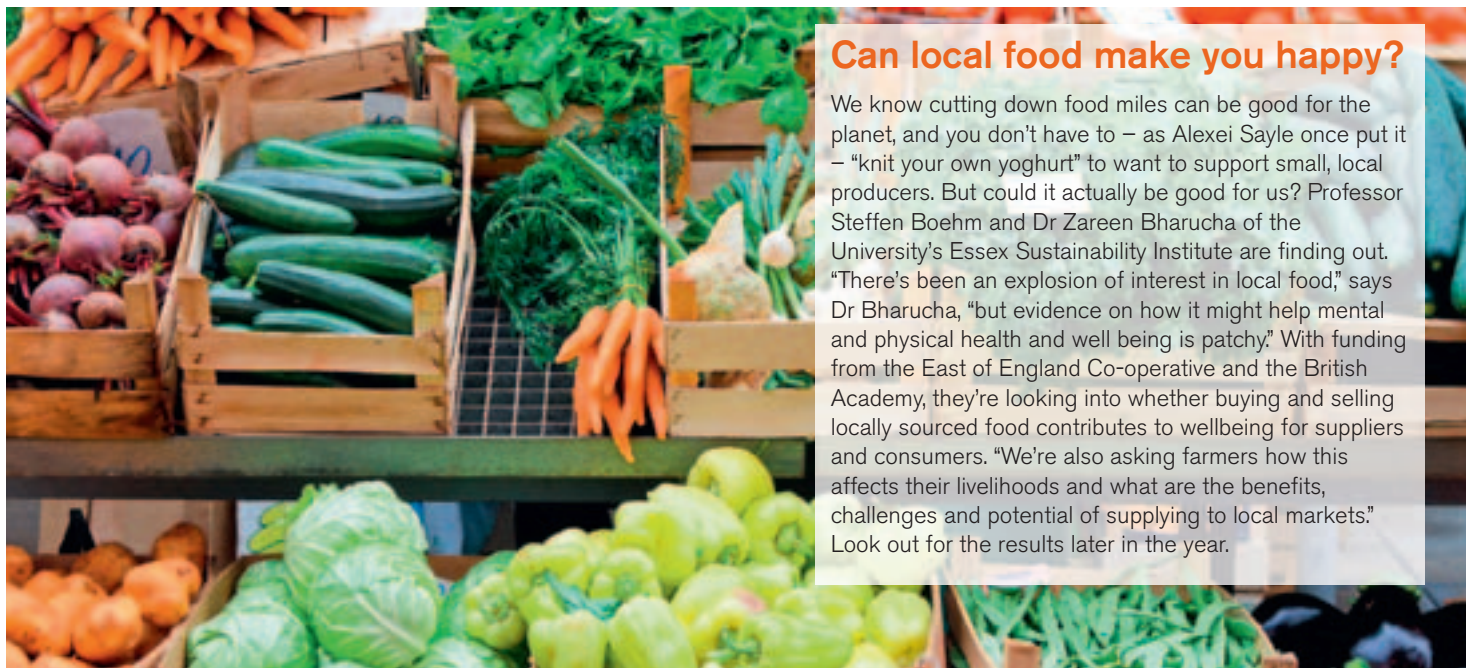 Can local food make you happy?
We know cutting down food miles can be good for the
planet, and you don’t have to – as Alexei Sayle once put it
– “knit your own yoghurt” to want to support small, local
producers. But could it actually be good for us? Professor
Steffen Boehm and Dr Zareen Bharucha of the
University’s Essex Sustainability Institute are finding out.
“There’s been an explosion of interest in local food,” says
Dr Bharucha, “but evidence on how it might help mental
and physical health and well being is patchy.” With funding
from the East of England Co-operative and the British
Academy, they’re looking into whether buying and selling
locally sourced food contributes to wellbeing for suppliers
and consumers. “We’re also asking farmers how this
affects their livelihoods and what are the benefits,
challenges and potential of supplying to local markets.”
Look out for the results later in the year.